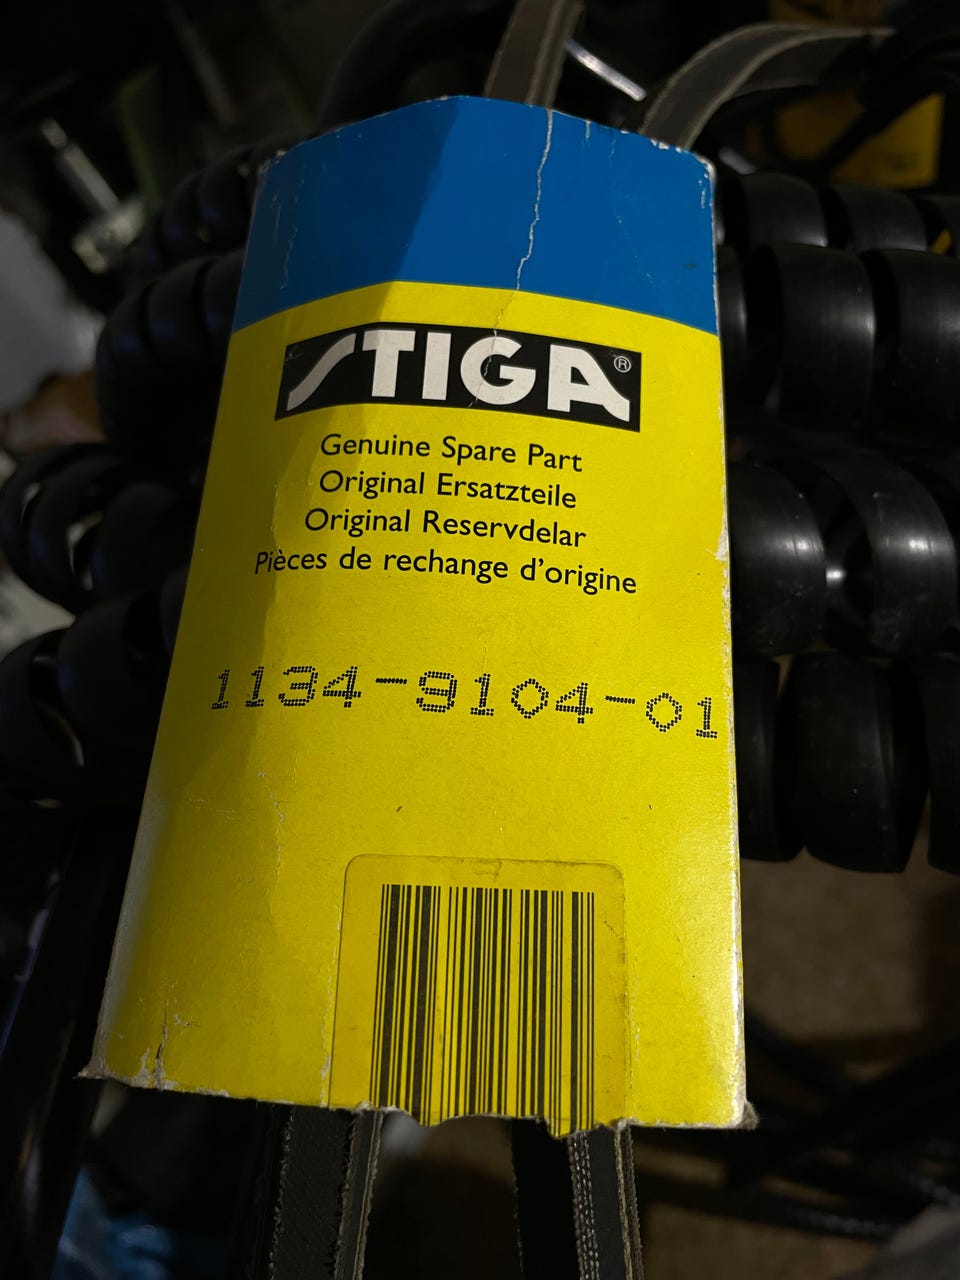 STIGA®
Genuine Spare Part
Original Ersatzteile
Original Reservdelar
Pièces de rechange d'origine
1134-9104-01